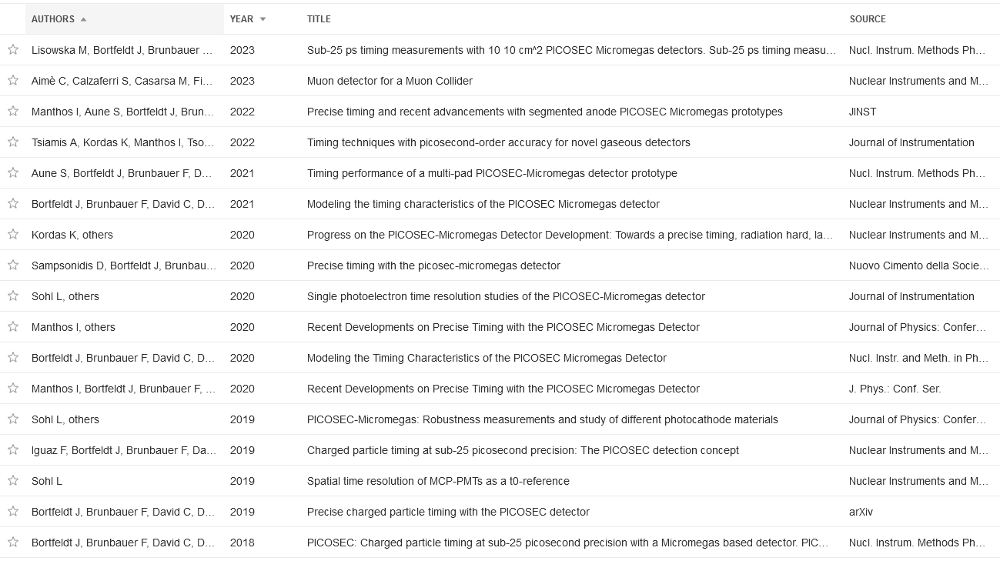 AUTHORS YEAR TITLE SOURCE
Lisowska M, Bortfeldt J, Brunbauer ... 2023 Sub-25 ps timing measurements with 10 10 cm^2 PICOSEC Micromegas detectors. Sub-25 ps timing measu... Nucl. Instrum. Methods Ph...
Aimè C, Calzaferri S, Casarsa M, Fi... 2023 Muon detector for a Muon Collider Nuclear Instruments and M...
Manthos I, Aune S, Bortfeldt J, Brun... 2022 Precise timing and recent advancements with segmented anode PICOSEC Micromegas prototypes JINST
Tsiamis A, Kordas K, Manthos I, Tso... 2022 Timing techniques with picosecond-order accuracy for novel gaseous detectors Journal of Instrumentation
Aune S, Bortfeldt J, Brunbauer F, D... 2021 Timing performance of a multi-pad PICOSEC-Micromegas detector prototype Nucl. Instrum. Methods Ph...
Bortfeldt J, Brunbauer F, David C, D... 2021 Modeling the timing characteristics of the PICOSEC Micromegas detector Nuclear Instruments and M...
Kordas K, others 2020 Progress on the PICOSEC-Micromegas Detector Development: Towards a precise timing, radiation hard, la... Nuclear Instruments and M...
Sampsonidis D, Bortfeldt J, Brunbau... 2020 Precise timing with the picosec-micromegas detector Nuovo Cimento della Socie...
Sohl L, others 2020 Single photoelectron time resolution studies of the PICOSEC-Micromegas detector Journal of Instrumentation
Manthos I, others 2020 Recent Developments on Precise Timing with the PICOSEC Micromegas Detector Journal of Physics: Confer...
Bortfeldt J, Brunbauer F, David C, D... 2020 Modeling the Timing Characteristics of the PICOSEC Micromegas Detector Nucl. Instr. and Meth. in Ph...
Manthos I, Bortfeldt J, Brunbauer F, ... 2020 Recent Developments on Precise Timing with the PICOSEC Micromegas Detector J. Phys.: Conf. Ser.
Sohl L, others 2019 PICOSEC-Micromegas: Robustness measurements and study of different photocathode materials Journal of Physics: Confer...
Iguaz F, Bortfeldt J, Brunbauer F, Da... 2019 Charged particle timing at sub-25 picosecond precision: The PICOSEC detection concept Nuclear Instruments and M...
Sohl L 2019 Spatial time resolution of MCP-PMTs as a t0-reference Nuclear Instruments and M...
Bortfeldt J, Brunbauer F, David C, D... 2019 Precise charged particle timing with the PICOSEC detector arXiv
Bortfeldt J, Brunbauer F, David C, D... 2018 PICOSEC: Charged particle timing at sub-25 picosecond precision with a Micromegas based detector. PIC... Nucl. Instrum. Methods Ph...